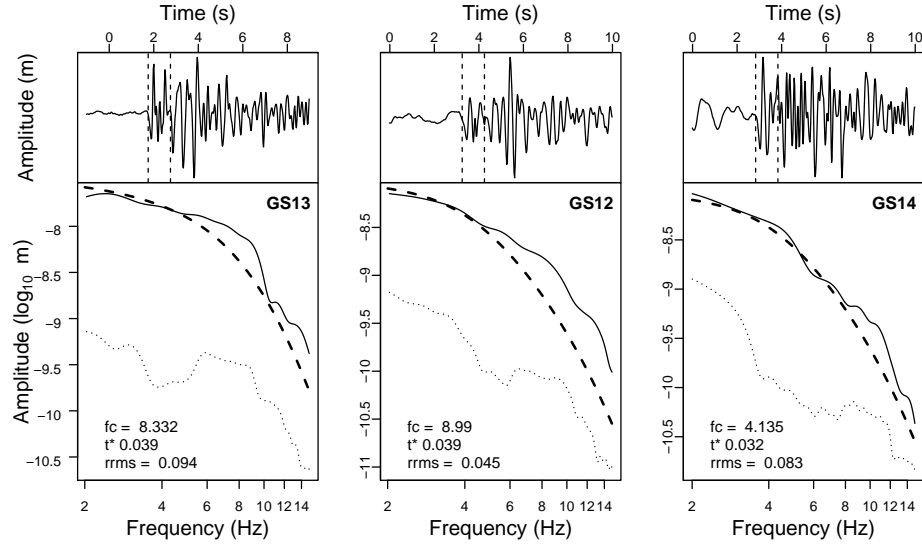 Time (s)
Time (s)
Time (s)
0 2 4 6 8
0 2 4 6 8 10
0 2 4 6 8 10
Amplitude (m)
GS13
GS12
GS14
Amplitude (log₁₀ m)
-8
-8.5
-9
-9.5
-10
-10.5
-8.5
-9
-9.5
-10
-10.5
-11
-8.5
-9
-9.5
-10
-10.5
fc = 8.332
t* 0.039
rrms = 0.094
fc = 8.99
t* 0.039
rrms = 0.045
fc = 4.135
t* 0.032
rrms = 0.083
2 4 6 8 10 12 14
2 4 6 8 10 12 14
2 4 6 8 10 12 14
Frequency (Hz)
Frequency (Hz)
Frequency (Hz)